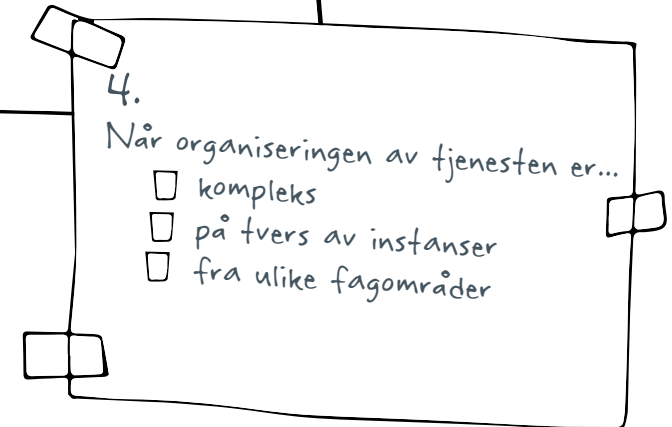 4.
Når organiseringen av tjenesten er...
kompleks
på tvers av instanser
fra ulike fagområder